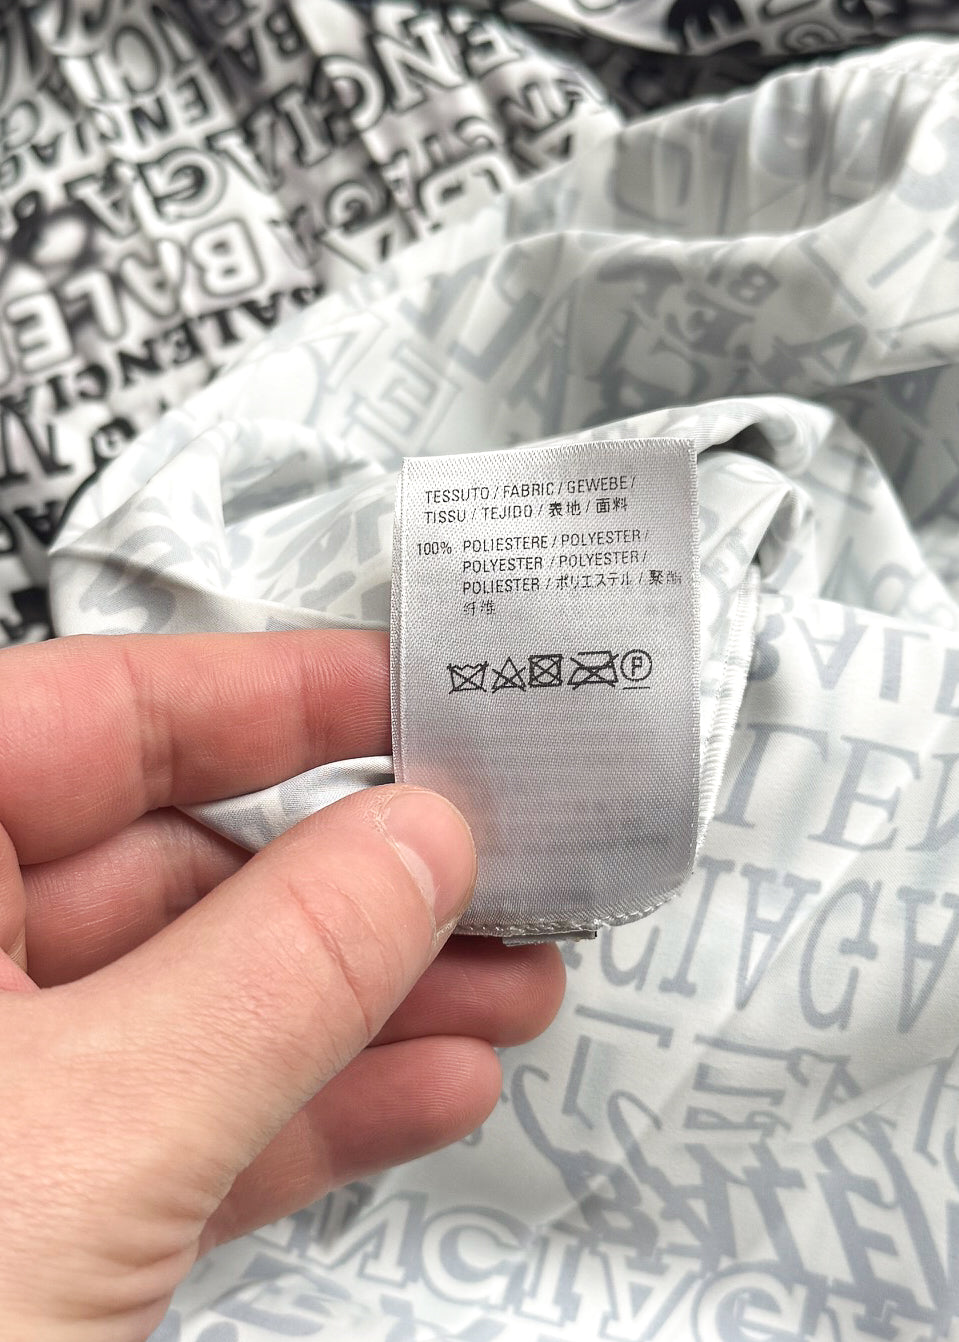 TESSUTO / FABRIC / GEWEBE /
TISSU / TEJIDO / 表地 / 面料
100% POLIESTERE / POLYESTER /
POLYESTER / POLYESTER /
POLIESTER / ポリエステル / 聚酯
纤维
P
BALENCIAGA